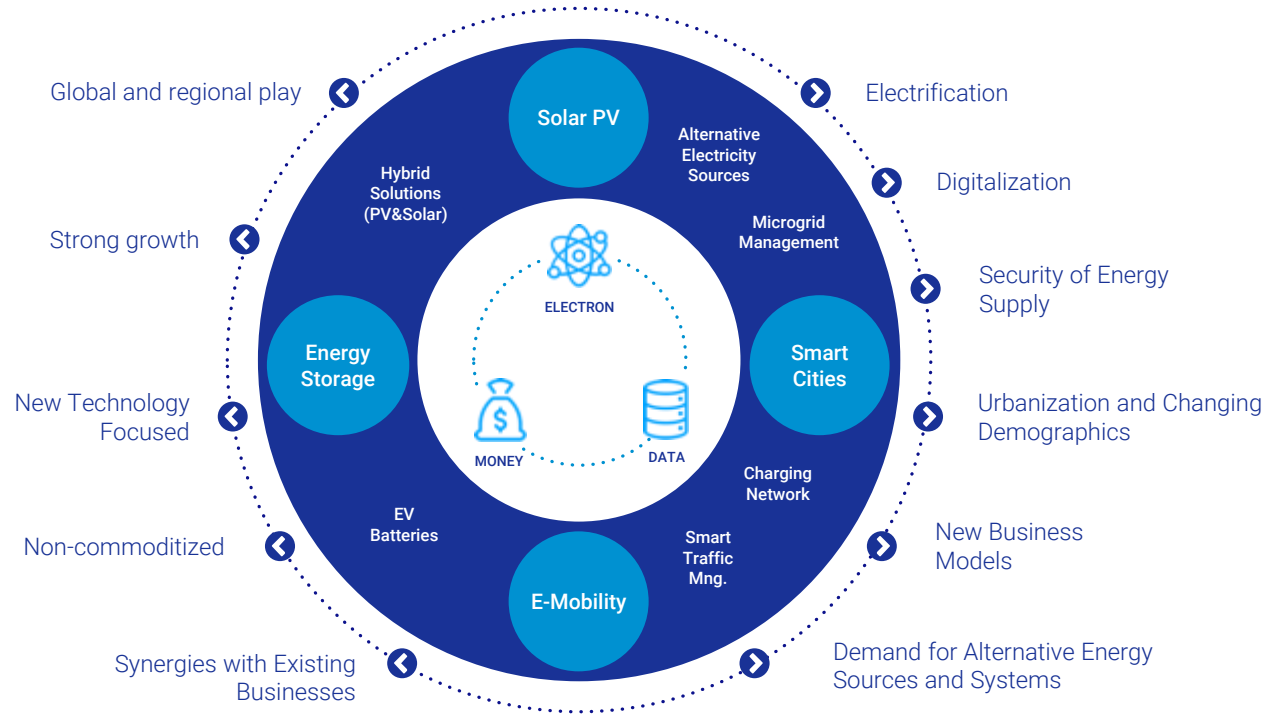 Global and regional play
Strong growth
New Technology
Focused
Non-commoditized
Synergies with Existing
Businesses
Solar PV
Alternative
Electricity
Sources
Hybrid
Solutions
(PV&Solar)
Microgrid
Management
ELECTRON
Energy
Storage
Smart
Cities
MONEY
DATA
Charging
Network
EV
Batteries
Smart
Traffic
Mng.
E-Mobility
Electrification
Digitalization
Security of Energy
Supply
Urbanization and Changing
Demographics
New Business
Models
Demand for Alternative Energy
Sources and Systems